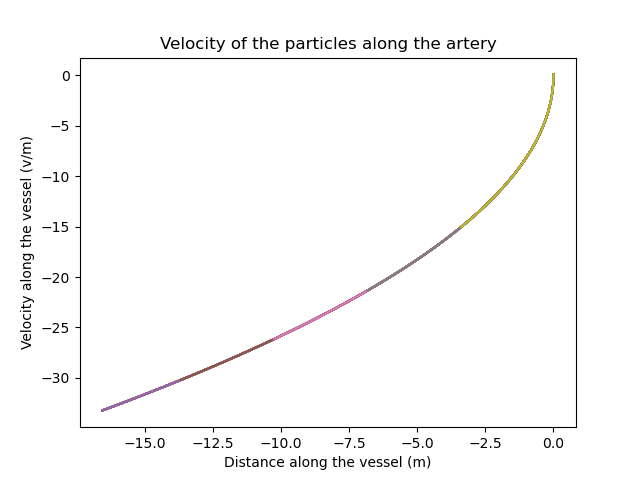 Velocity of the particles along the artery
0
−5
−10
−15
−20
−25
−30
Velocity along the vessel (v/m)
−15.0 −12.5 −10.0 −7.5 −5.0 −2.5 0.0
Distance along the vessel (m)